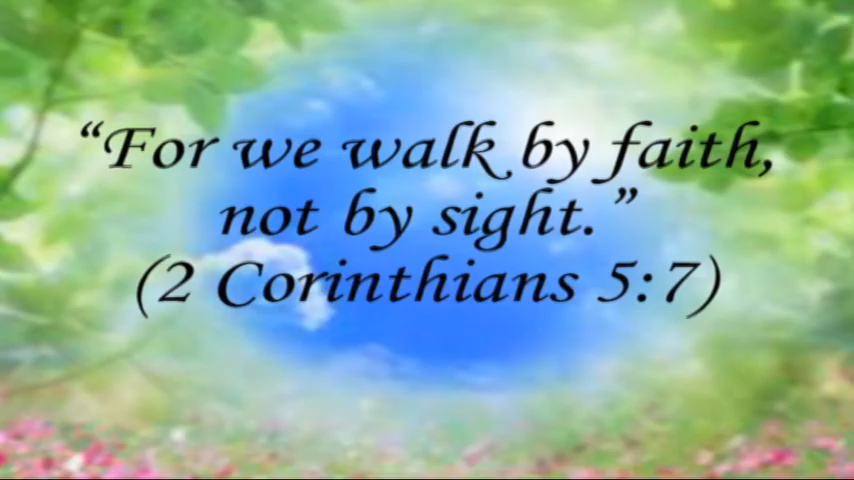 “For we walk by faith,
not by sight.”
(2 Corinthians 5:7)